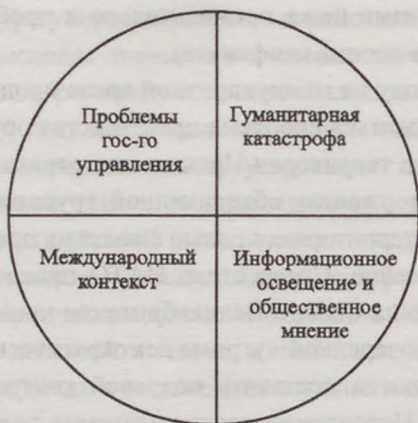 Проблемы
гос-го
управления
Гуманитарная
катастрофа
Международный
контекст
Информационное
освещение и
общественное
мнение